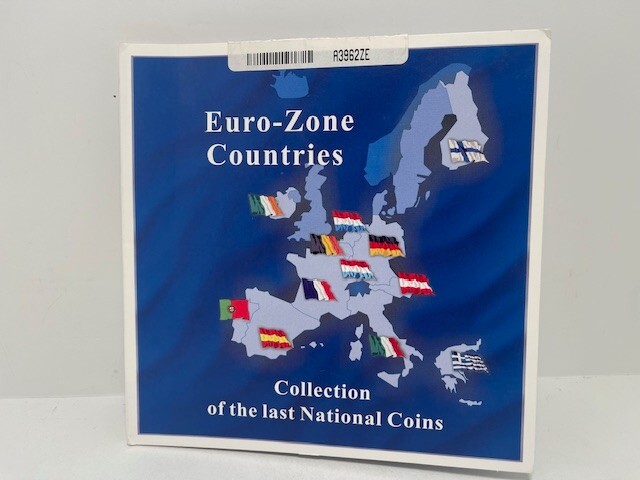 A3962ZE
Euro-Zone
Countries
Collection
of the last National Coins